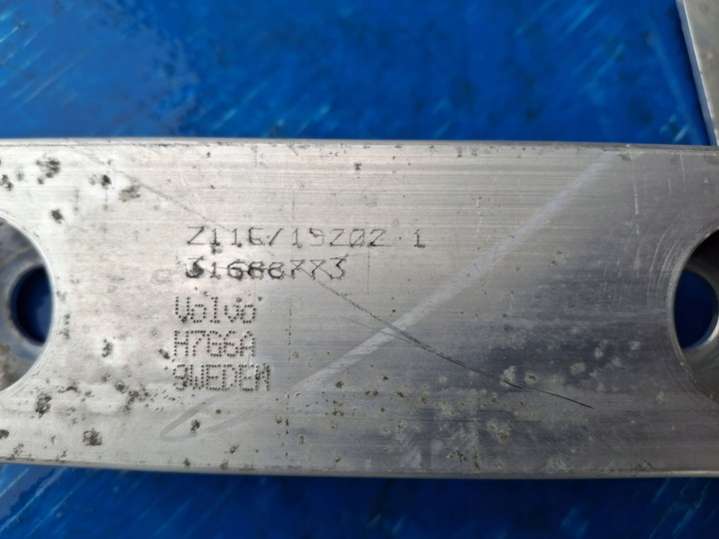 Z116/19202 1
31688773
Volvo
H7G6A
SWEDEN